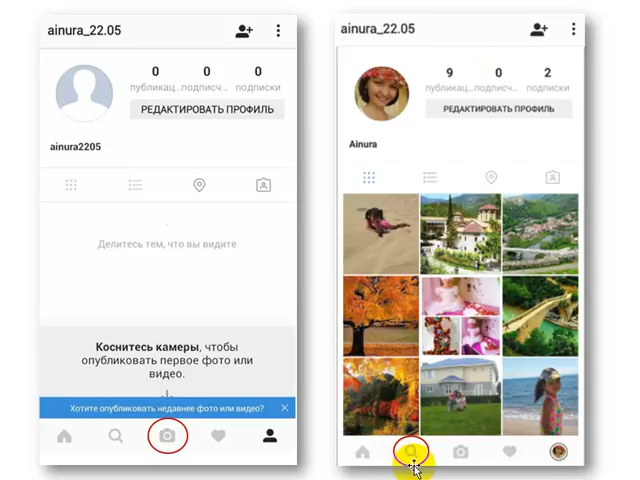 ainura_22.05
0 0 0
публикац... подписч... подписки
РЕДАКТИРОВАТЬ ПРОФИЛЬ
ainura2205
Делитесь тем, что вы видите
Коснитесь камеры, чтобы
опубликовать первое фото или
видео.
Хотите опубликовать недавнее фото или видео?
ainura_22.05
9 0 2
публикац... подписч... подписки
РЕДАКТИРОВАТЬ ПРОФИЛЬ
Ainura